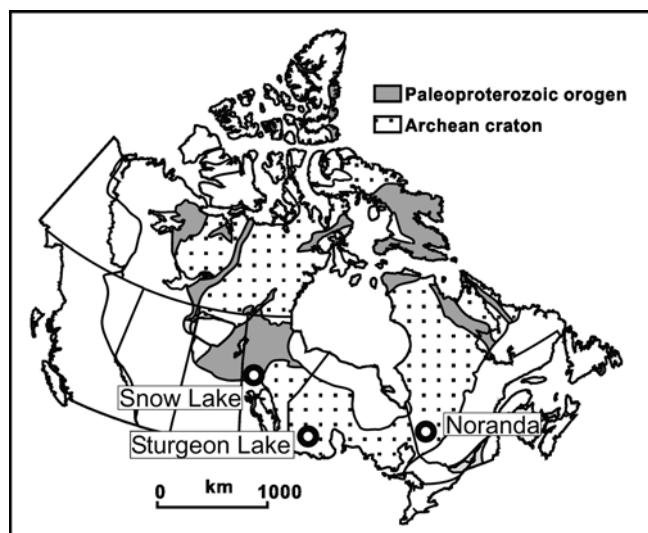 Paleoproterozoic orogen
Archean craton
Snow Lake
Sturgeon Lake
Noranda
km
0 1000